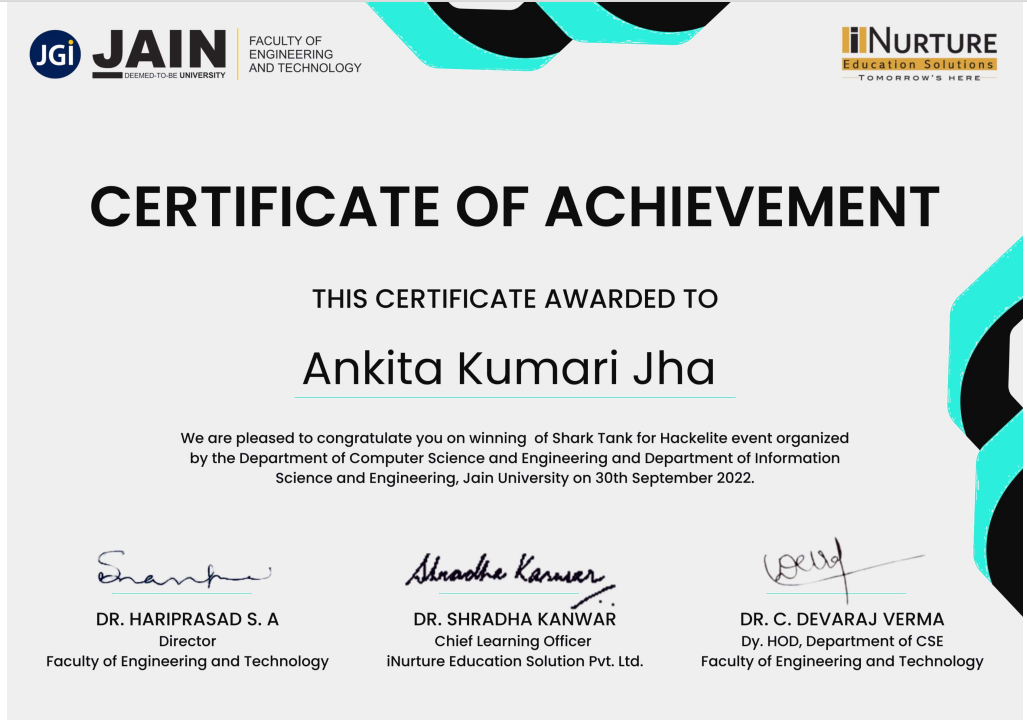 JGi JAIN
DEEMED-TO-BE UNIVERSITY
FACULTY OF
ENGINEERING
AND TECHNOLOGY
iNURTURE
Education Solutions
TOMORROW'S HERE
CERTIFICATE OF ACHIEVEMENT
THIS CERTIFICATE AWARDED TO
Ankita Kumari Jha
We are pleased to congratulate you on winning  of Shark Tank for Hackelite event organized
by the Department of Computer Science and Engineering and Department of Information
Science and Engineering, Jain University on 30th September 2022.
Shradha Kanwar
DR. HARIPRASAD S. A
Director
Faculty of Engineering and Technology
DR. SHRADHA KANWAR
Chief Learning Officer
iNurture Education Solution Pvt. Ltd.
DR. C. DEVARAJ VERMA
Dy. HOD, Department of CSE
Faculty of Engineering and Technology